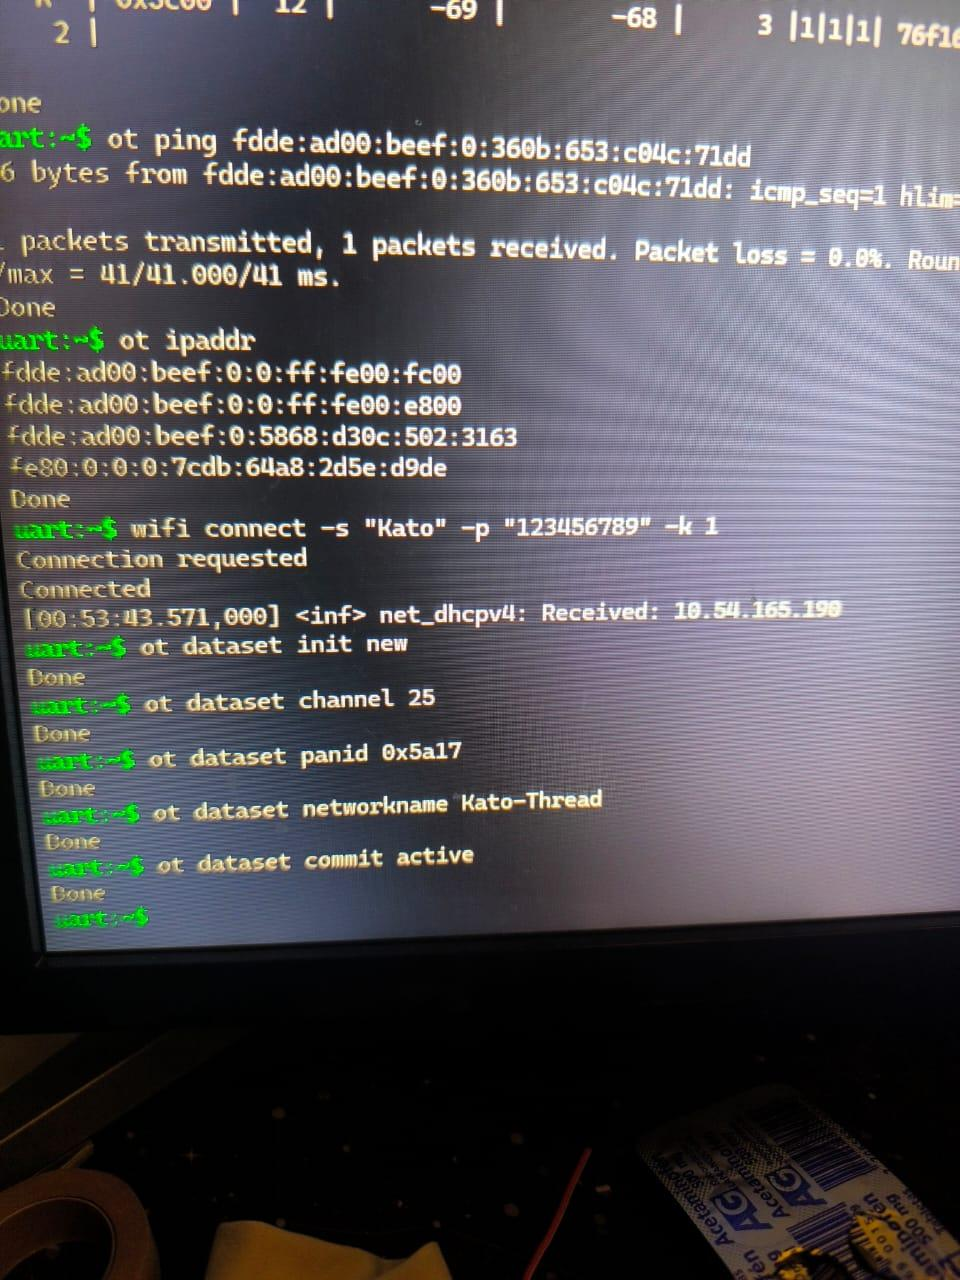 12 | -69 | -68 | 3 |1|1|1| 76f16
2 |
one
art:~$ ot ping fdde:ad00:beef:0:360b:653:c04c:71dd
6 bytes from fdde:ad00:beef:0:360b:653:c04c:71dd: icmp_seq=1 hlim=
packets transmitted, 1 packets received. Packet loss = 0.0%. Roun
/max = 41/41.000/41 ms.
Done
uart:~$ ot ipaddr
fdde:ad00:beef:0:0:ff:fe00:fc00
fdde:ad00:beef:0:0:ff:fe00:e800
fdde:ad00:beef:0:5868:d30c:502:3163
fe80:0:0:0:7cdb:64a8:2d5e:d9de
Done
uart:~$ wifi connect -s "Kato" -p "123456789" -k 1
Connection requested
Connected
[00:53:43.571,000] <inf> net_dhcpv4: Received: 10.54.165.190
uart:~$ ot dataset init new
Done
uart:~$ ot dataset channel 25
Done
uart:~$ ot dataset panid 0x5a17
Done
uart:~$ ot dataset networkname Kato-Thread
Done
uart:~$ ot dataset commit active
Done
uart:~$
AG
AG
500 mg